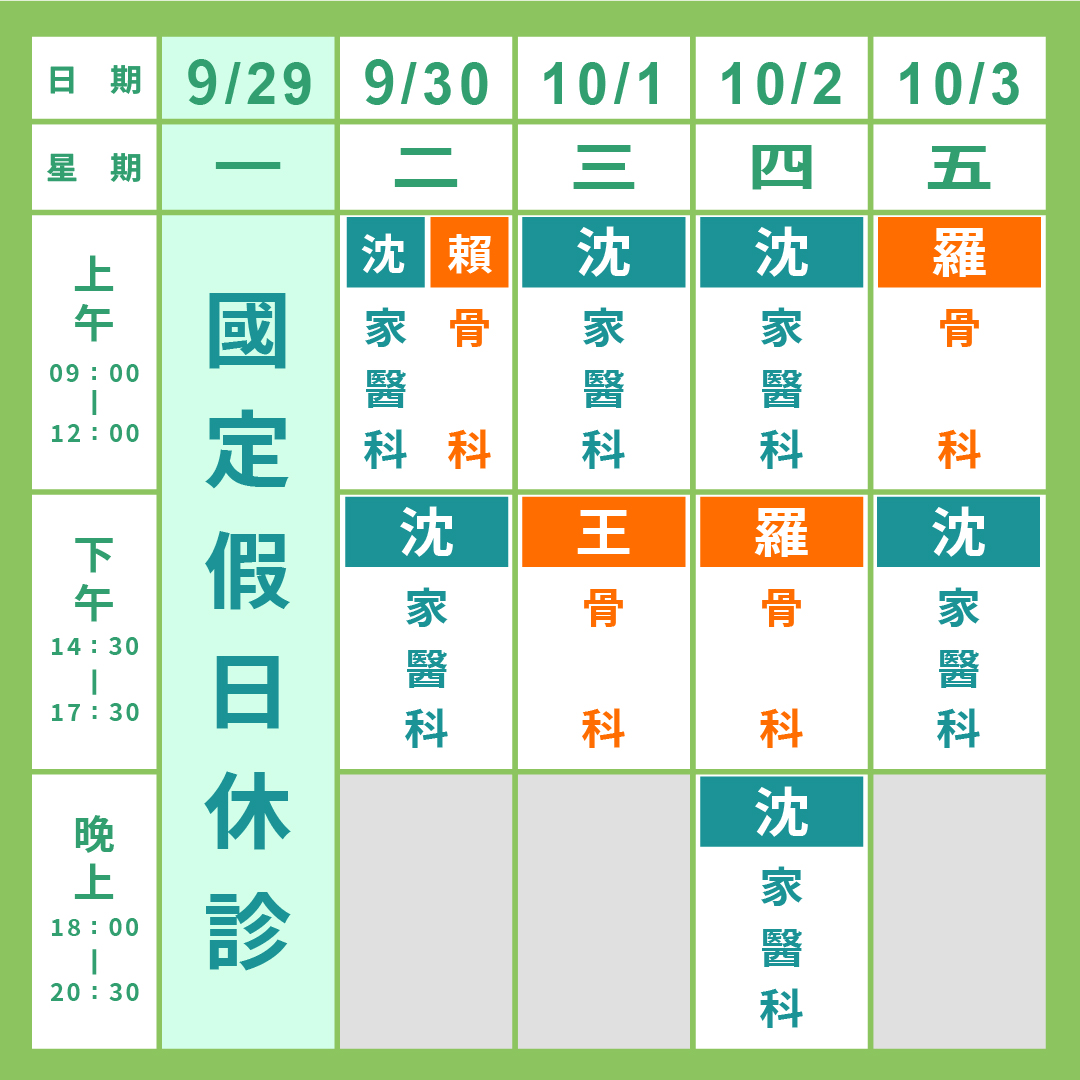 日 期 9/29 9/30 10/1 10/2 10/3
星 期 一 二 三 四 五
上午
09:00
|
12:00
國定假日休診
沈 家醫科
賴 骨科
沈 家醫科
沈 家醫科
羅 骨科
下午
14:30
|
17:30
沈 家醫科
王 骨科
羅 骨科
沈 家醫科
晚上
18:00
|
20:30
沈 家醫科